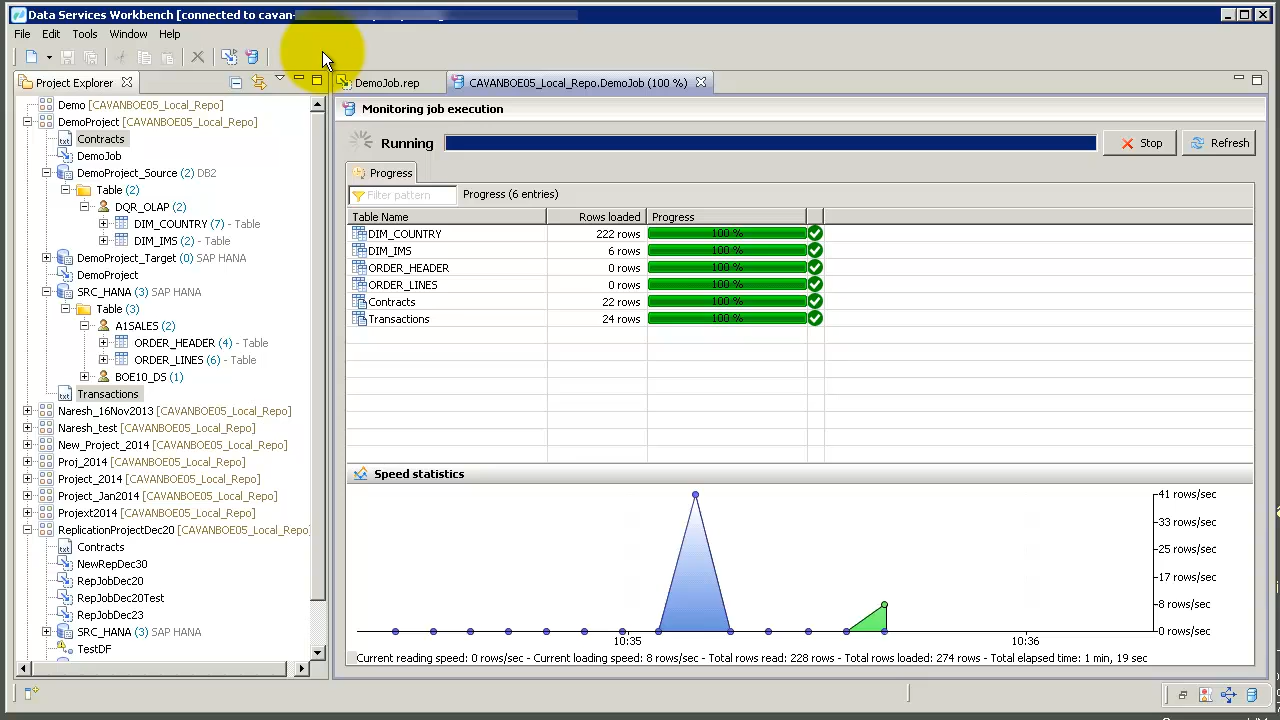 Data Services Workbench [connected to cavan-
File Edit Tools Window Help
Project Explorer
DemoJob.rep
CAVANBOE05_Local_Repo.DemoJob (100 %)
Demo [CAVANBOE05_Local_Repo]
DemoProject [CAVANBOE05_Local_Repo]
Contracts
DemoJob
DemoProject_Source (2) DB2
Table (2)
DQR_OLAP (2)
DIM_COUNTRY (7) - Table
DIM_IMS (2) - Table
DemoProject_Target (0) SAP HANA
DemoProject
SRC_HANA (3) SAP HANA
Table (3)
A1SALES (2)
ORDER_HEADER (4) - Table
ORDER_LINES (6) - Table
BOE10_DS (1)
Transactions
Naresh_16Nov2013 [CAVANBOE05_Local_Repo]
Naresh_test [CAVANBOE05_Local_Repo]
New_Project_2014 [CAVANBOE05_Local_Repo]
Proj_2014 [CAVANBOE05_Local_Repo]
Project_2014 [CAVANBOE05_Local_Repo]
Project_Jan2014 [CAVANBOE05_Local_Repo]
Projext2014 [CAVANBOE05_Local_Repo]
ReplicationProjectDec20 [CAVANBOE05_Local_Repo]
Contracts
NewRepDec30
RepJobDec20
RepJobDec20Test
RepJobDec23
SRC_HANA (3) SAP HANA
TestDF
Monitoring job execution
Running
Stop
Refresh
Progress
Filter pattern
Progress (6 entries)
Table Name Rows loaded Progress
DIM_COUNTRY 222 rows 100 %
DIM_IMS 6 rows 100 %
ORDER_HEADER 0 rows 100 %
ORDER_LINES 0 rows 100 %
Contracts 22 rows 100 %
Transactions 24 rows 100 %
Speed statistics
41 rows/sec
33 rows/sec
25 rows/sec
17 rows/sec
8 rows/sec
0 rows/sec
10:35 10:36
Current reading speed: 0 rows/sec - Current loading speed: 8 rows/sec - Total rows read: 228 rows - Total rows loaded: 274 rows - Total elapsed time: 1 min, 19 sec